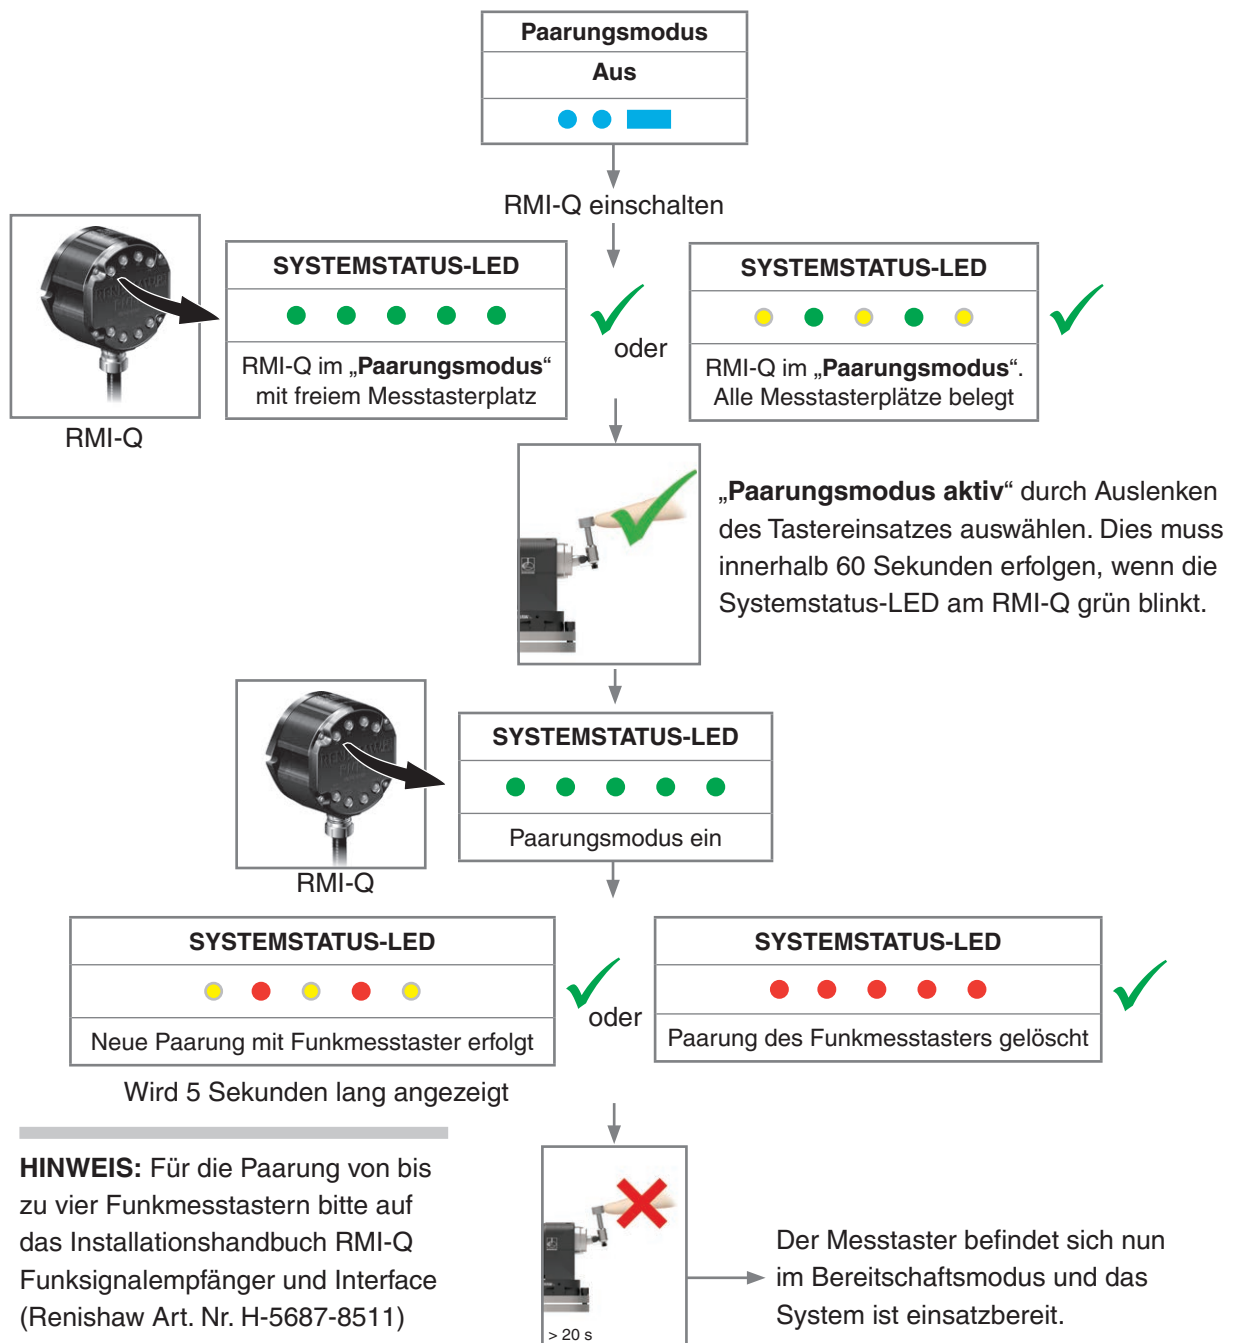 Paarungsmodus
Aus
RMI-Q einschalten
RMI-Q
SYSTEMSTATUS-LED
RMI-Q im „Paarungsmodus“
mit freiem Messtasterplatz
oder
SYSTEMSTATUS-LED
RMI-Q im „Paarungsmodus“.
Alle Messtasterplätze belegt
„Paarungsmodus aktiv“ durch Auslenken
des Tastereinsatzes auswählen. Dies muss
innerhalb 60 Sekunden erfolgen, wenn die
Systemstatus-LED am RMI-Q grün blinkt.
RMI-Q
SYSTEMSTATUS-LED
Paarungsmodus ein
SYSTEMSTATUS-LED
Neue Paarung mit Funkmesstaster erfolgt
Wird 5 Sekunden lang angezeigt
oder
SYSTEMSTATUS-LED
Paarung des Funkmesstasters gelöscht
HINWEIS: Für die Paarung von bis
zu vier Funkmesstastern bitte auf
das Installationshandbuch RMI-Q
Funksignalempfänger und Interface
(Renishaw Art. Nr. H-5687-8511)
> 20 s
Der Messtaster befindet sich nun
im Bereitschaftsmodus und das
System ist einsatzbereit.